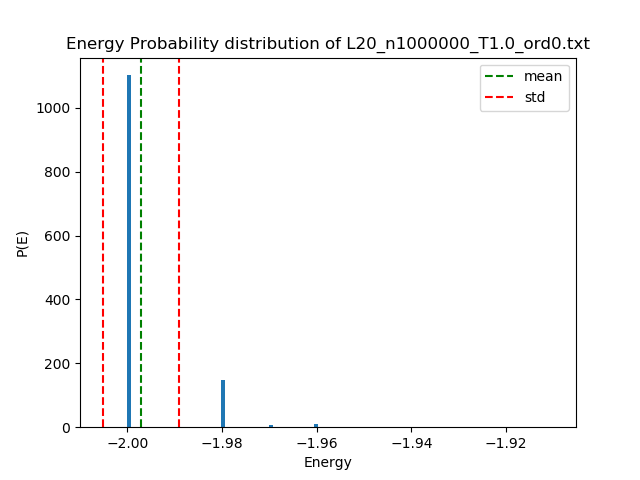 Energy Probability distribution of L20_n1000000_T1.0_ord0.txt
mean
std
1000
800
600
400
200
0
P(E)
−2.00 −1.98 −1.96 −1.94 −1.92
Energy